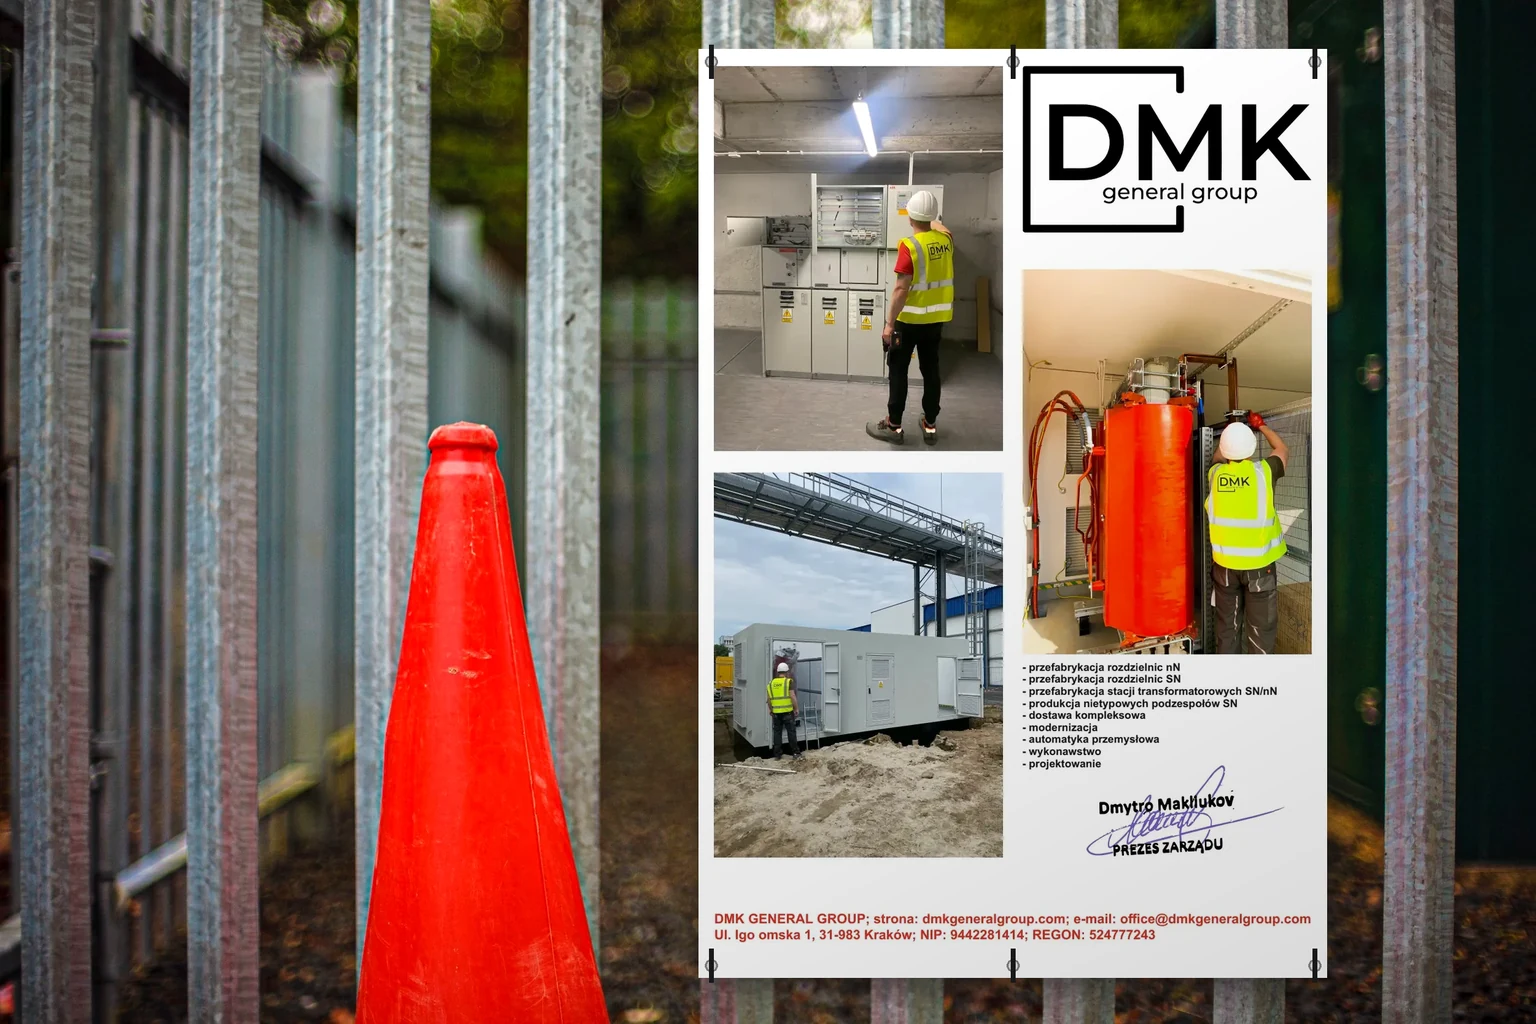 DMK
general group
DMK
DMK
- przefabrykacja rozdzielnic nN
- przefabrykacja rozdzielnic SN
- przefabrykacja stacji transformatorowych SN/nN
- produkcja nietypowych podzespołów SN
- dostawa kompleksowa
- modernizacja
- automatyka przemysłowa
- wykonawstwo
- projektowanie
Dmytro Makhukov
PREZES ZARZĄDU
DMK GENERAL GROUP; strona: dmkgeneralgroup.com; e-mail: office@dmkgeneralgroup.com
Ul. Igo omska 1, 31-983 Kraków; NIP: 9442281414; REGON: 524777243